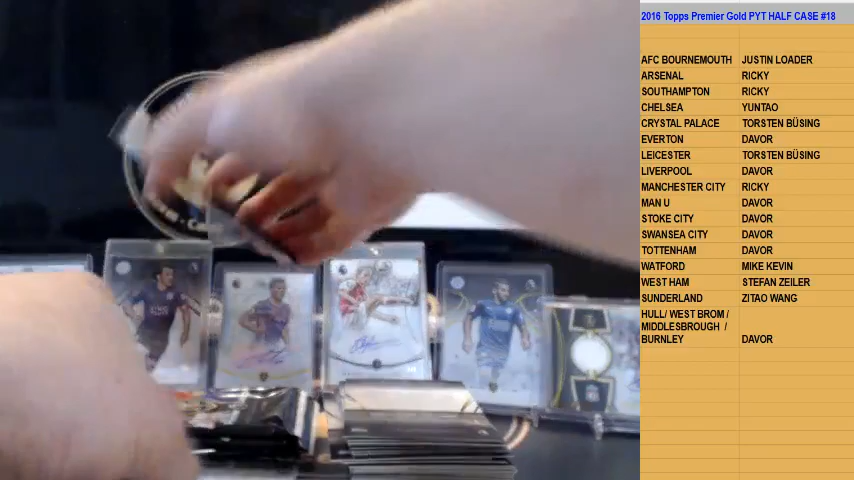 2016 Topps Premier Gold PYT HALF CASE #18
AFC BOURNEMOUTH JUSTIN LOADER
ARSENAL RICKY
SOUTHAMPTON RICKY
CHELSEA YUNTAO
CRYSTAL PALACE TORSTEN BÜSING
EVERTON DAVOR
LEICESTER TORSTEN BÜSING
LIVERPOOL DAVOR
MANCHESTER CITY RICKY
MAN U DAVOR
STOKE CITY DAVOR
SWANSEA CITY DAVOR
TOTTENHAM DAVOR
WATFORD MIKE KEVIN
WEST HAM STEFAN ZEILER
SUNDERLAND ZITAO WANG
HULL/ WEST BROM /
MIDDLESBROUGH /
BURNLEY DAVOR